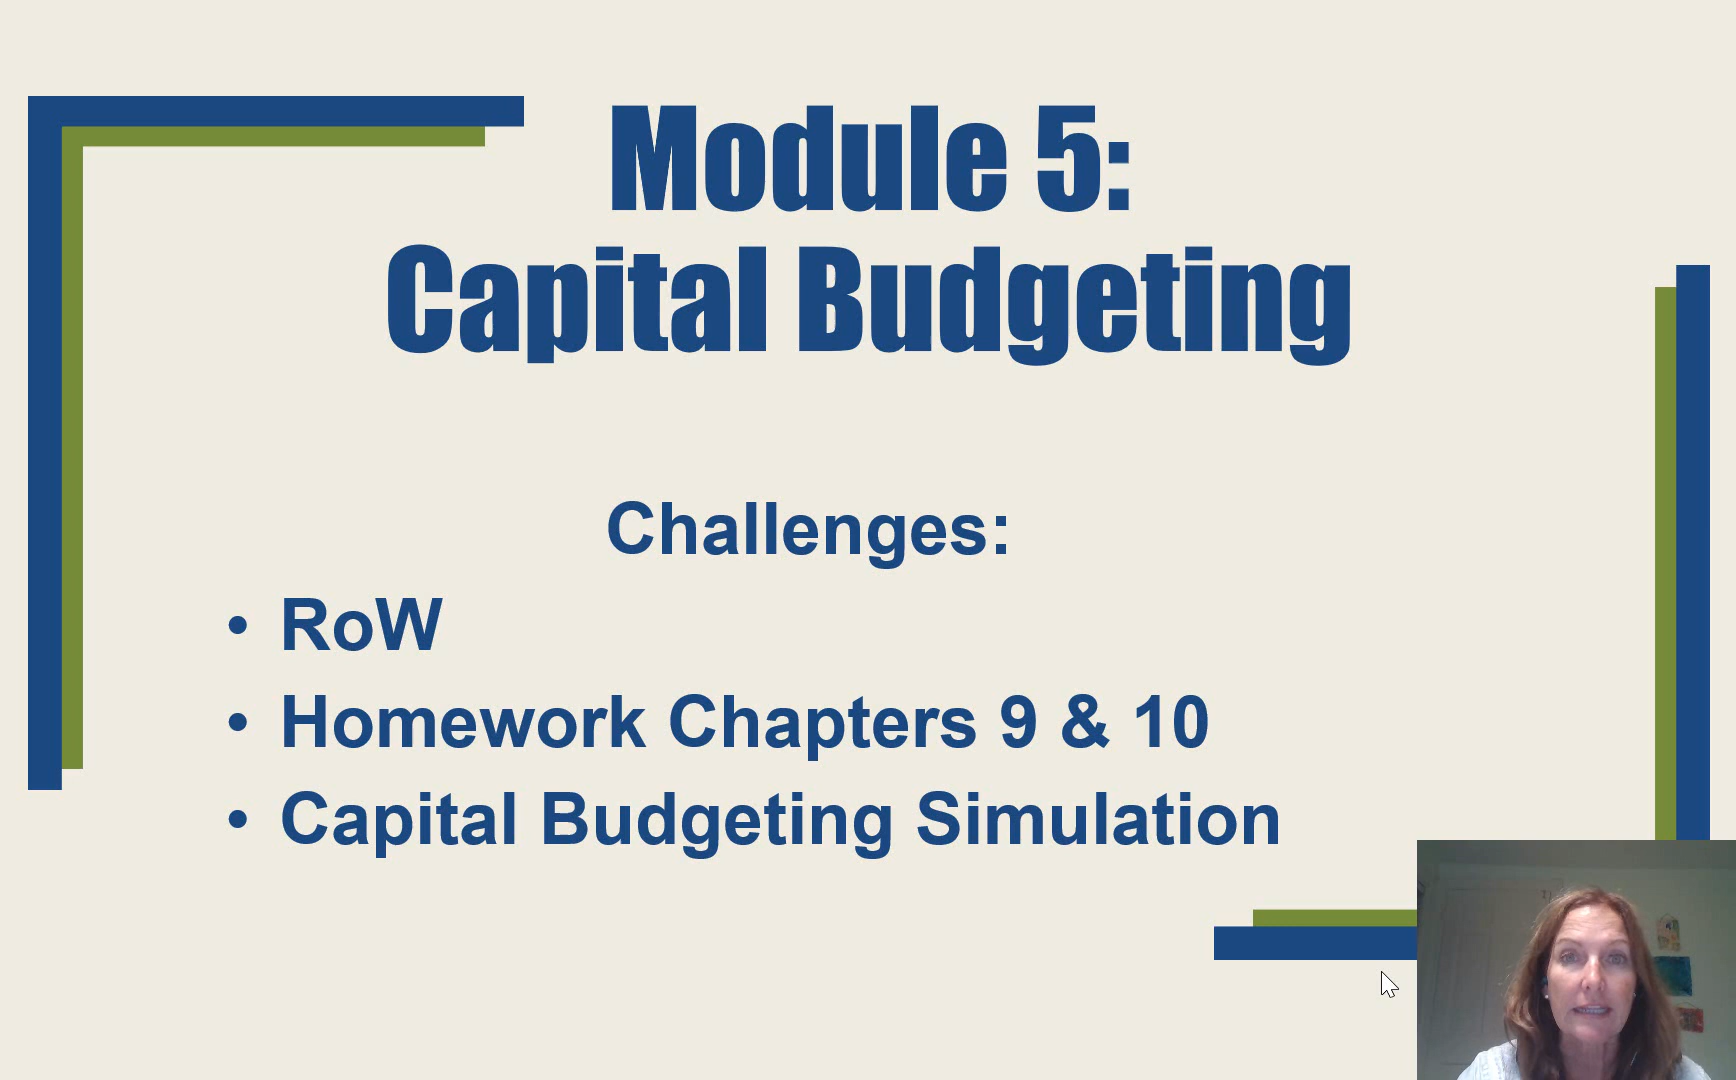 Module 5:
Capital Budgeting
Challenges:
• RoW
• Homework Chapters 9 & 10
• Capital Budgeting Simulation